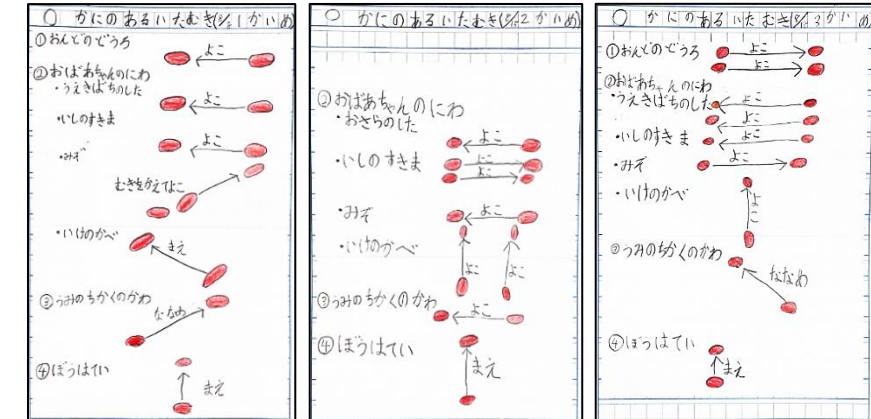 ○ かにのあるいたむき(8/5 1かいめ)
①おんどのどうろ
よこ
②おばあちゃんのにわ
・うえきばちのした
よこ
・いしのすきま
よこ
・みぞ
むきをかえてよこ
・いけのかべ
まえ
③うみのちかくのかわ
ななめ
④ぼうはてい
まえ
○ かにのあるいたむき(8/12 2かいめ)
②おばあちゃんのにわ
・おさらのした
よこ
・いしのすきま
よこ
よこ
・みぞ
よこ
・いけのかべ
よこ
よこ
③うみのちかくのかわ
よこ
④ぼうはてい
まえ
○ かにのあるいたむき 3かいめ)
①おんどのどうろ
よこ
よこ
②おばあちゃんのにわ
・うえきばちのした
よこ
よこ
・いしのすきま
よこ
・みぞ
よこ
・いけのかべ
よこ
③うみのちかくのかわ
ななめ
④ぼうはてい
まえ